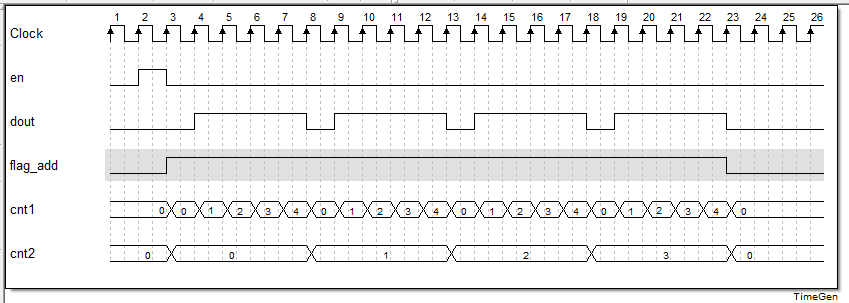 1 2 3 4 5 6 7 8 9 10 11 12 13 14 15 16 17 18 19 20 21 22 23 24 25 26
Clock
en
dout
flag_add
cnt1 0 0 1 2 3 4 0 1 2 3 4 0 1 2 3 4 0 1 2 3 4 0
cnt2 0 0 1 2 3 0
TimeGen